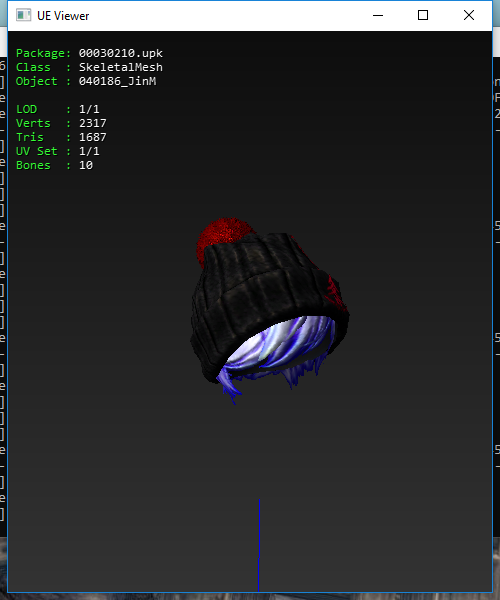 UE Viewer
Package: 00030210.upk
Class : SkeletalMesh
Object : 040186_JinM
LOD : 1/1
Verts : 2317
Tris : 1687
UV Set : 1/1
Bones : 10